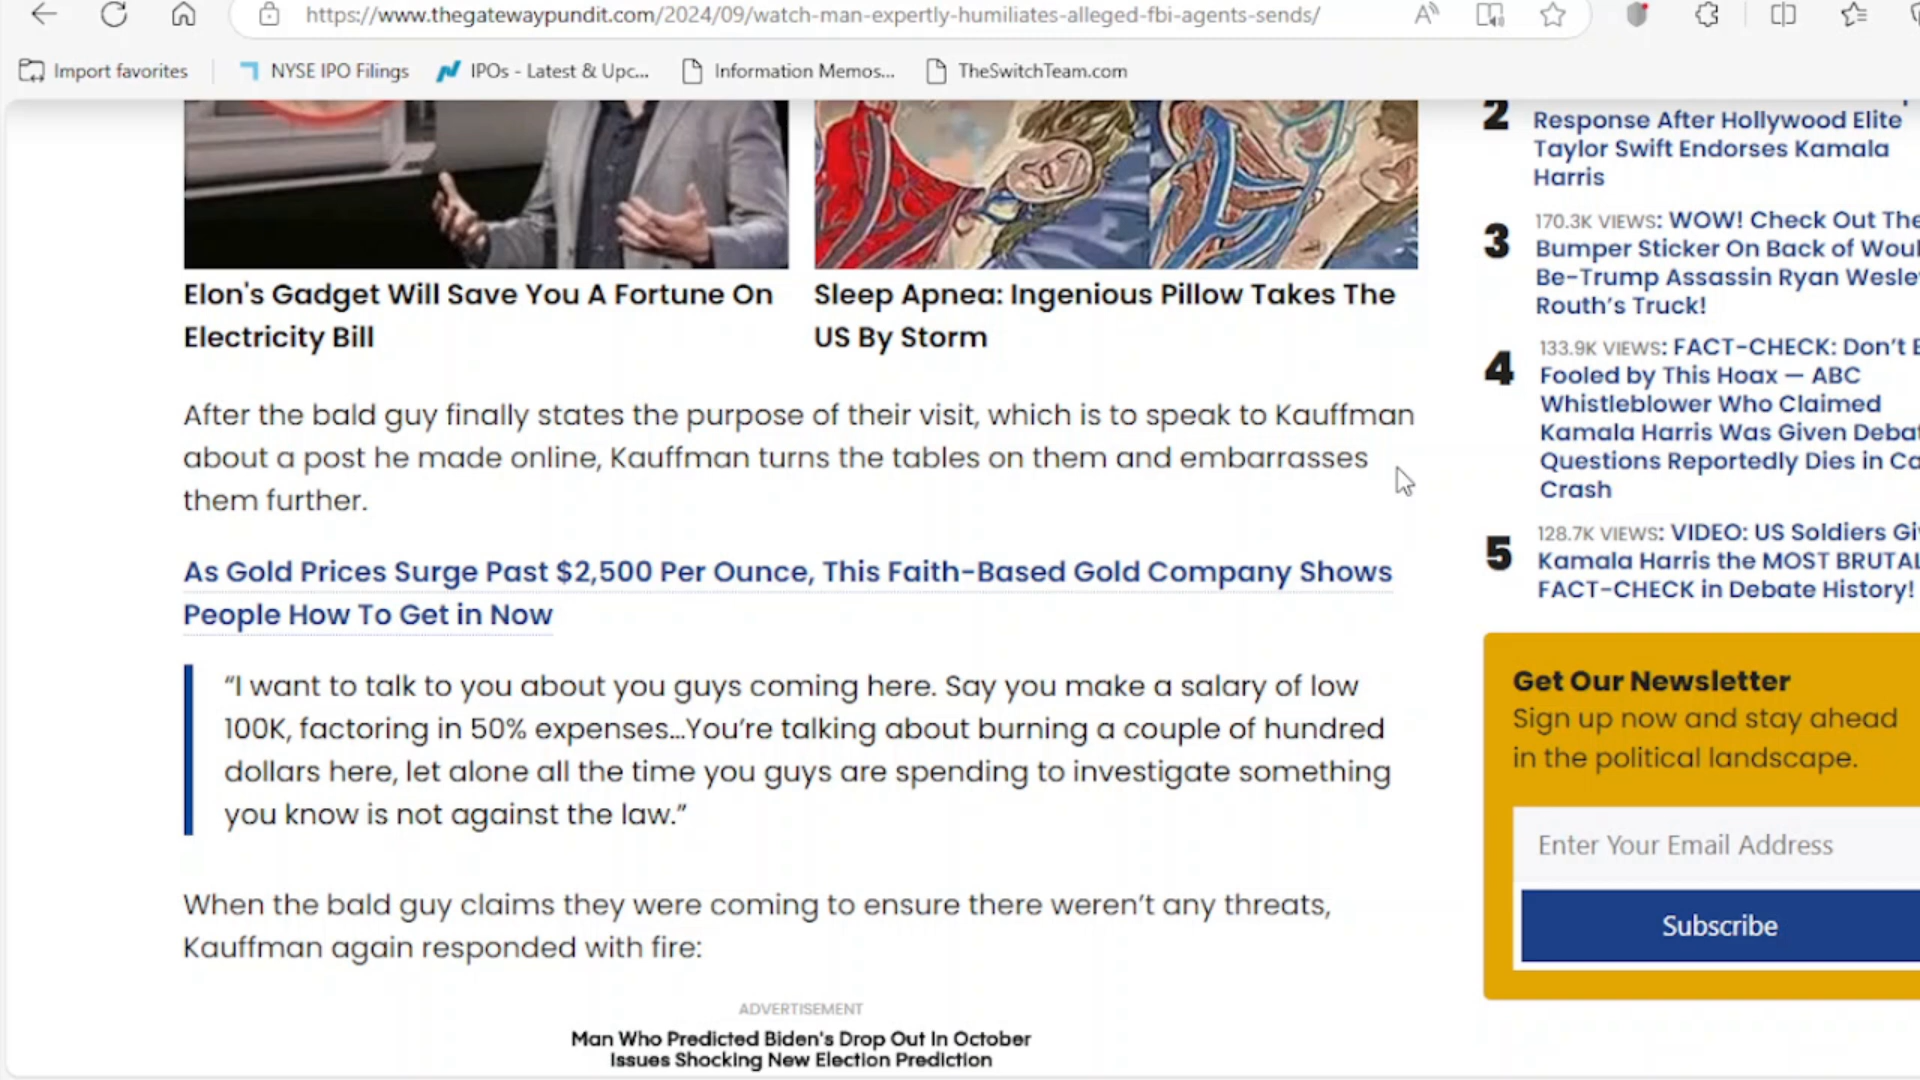 https://www.thegatewaypundit.com/2024/09/watch-man-expertly-humiliates-alleged-fbi-agents-sends/
Import favorites
NYSE IPO Filings
IPOs - Latest & Upc...
Information Memos...
TheSwitchTeam.com
Elon's Gadget Will Save You A Fortune On
Electricity Bill
Sleep Apnea: Ingenious Pillow Takes The
US By Storm
After the bald guy finally states the purpose of their visit, which is to speak to Kauffman
about a post he made online, Kauffman turns the tables on them and embarrasses
them further.
As Gold Prices Surge Past $2,500 Per Ounce, This Faith-Based Gold Company Shows
People How To Get in Now
“I want to talk to you about you guys coming here. Say you make a salary of low
100K, factoring in 50% expenses…You’re talking about burning a couple of hundred
dollars here, let alone all the time you guys are spending to investigate something
you know is not against the law.”
When the bald guy claims they were coming to ensure there weren’t any threats,
Kauffman again responded with fire:
ADVERTISEMENT
Man Who Predicted Biden's Drop Out In October
Issues Shocking New Election Prediction
2
Response After Hollywood Elite
Taylor Swift Endorses Kamala
Harris
3
170.3K VIEWS: WOW! Check Out The
Bumper Sticker On Back of
Be-Trump Assassin Ryan
Routh’s Truck!
4
133.9K VIEWS: FACT-CHECK: Don’t
Fooled by This Hoax — ABC
Whistleblower Who Claimed
Kamala Harris Was Given
Questions Reportedly Dies in
Crash
5
128.7K VIEWS: VIDEO: US Soldiers
Kamala Harris the MOST
FACT-CHECK in Debate History!
Get Our Newsletter
Sign up now and stay ahead
in the political landscape.
Enter Your Email Address
Subscribe